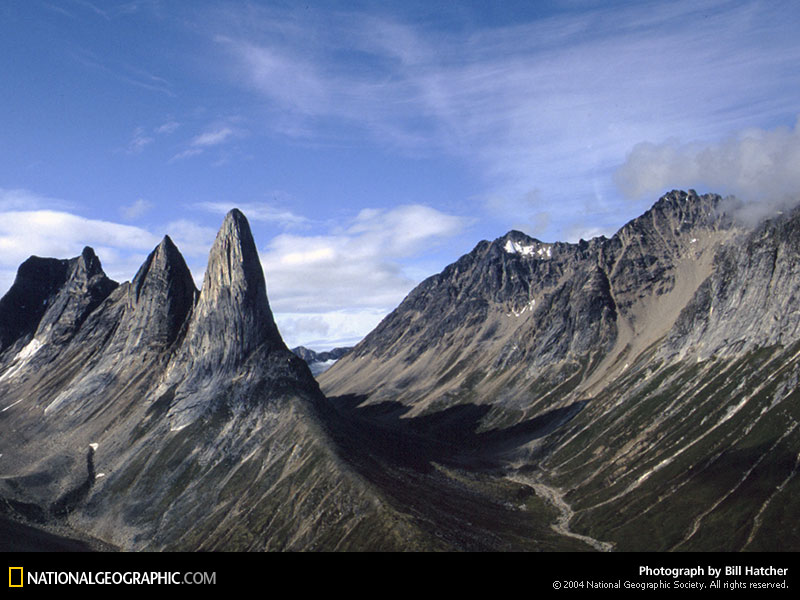 NATIONALGEOGRAPHIC.COM
Photograph by Bill Hatcher
© 2004 National Geographic Society. All rights reserved.